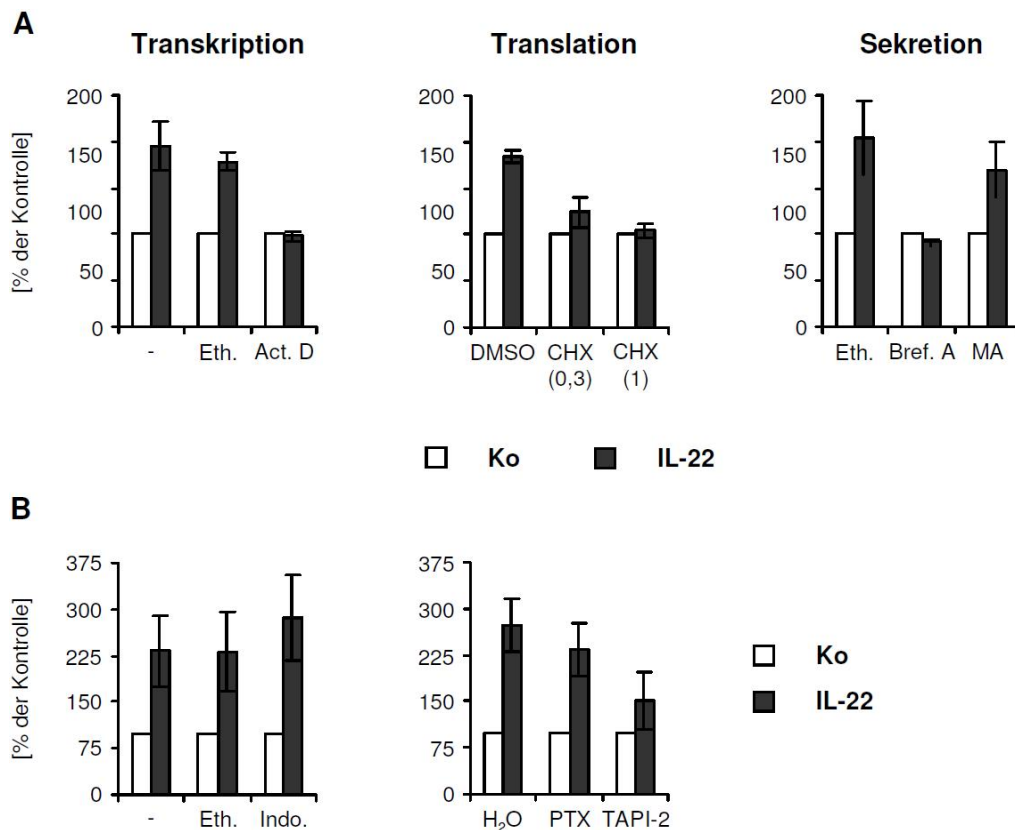 A
Transkription
Translation
Sekretion
[% der Kontrolle]
200
150
100
50
0
- Eth. Act. D
200
150
100
50
0
DMSO CHX CHX
(0,3) (1)
200
150
100
50
0
Eth. Bref. A MA
Ko IL-22
B
[% der Kontrolle]
375
300
225
150
75
0
- Eth. Indo.
375
300
225
150
75
0
H₂O PTX TAPI-2
Ko
IL-22